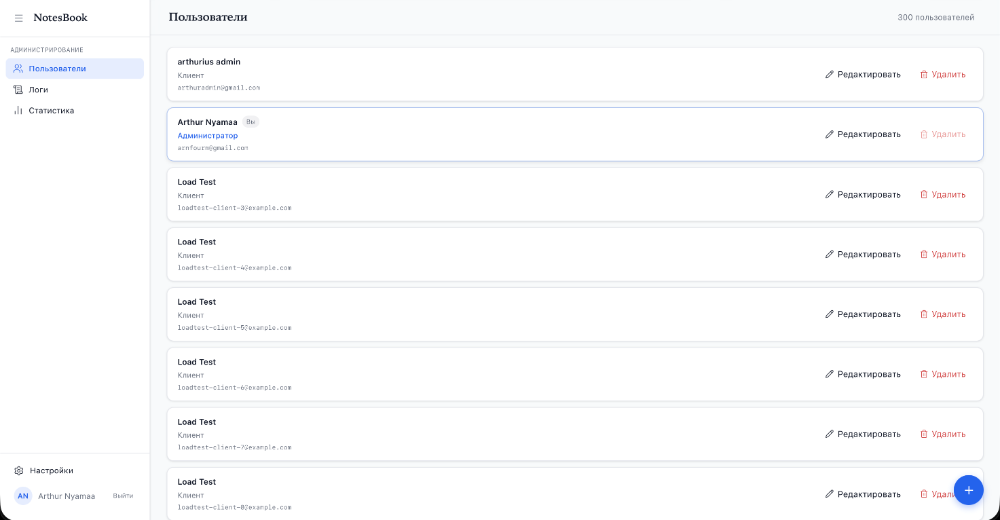 NotesBook
АДМИНИСТРИРОВАНИЕ
Пользователи
Логи
Статистика
Настройки
AN Arthur Nyamaa Выйти
Пользователи 300 пользователей
arthurius admin
Клиент
arthuradmin@gmail.com
Редактировать Удалить
Arthur Nyamaa Вы
Администратор
arnfourm@gmail.com
Редактировать Удалить
Load Test
Клиент
loadtest-client-3@example.com
Редактировать Удалить
Load Test
Клиент
loadtest-client-4@example.com
Редактировать Удалить
Load Test
Клиент
loadtest-client-5@example.com
Редактировать Удалить
Load Test
Клиент
loadtest-client-6@example.com
Редактировать Удалить
Load Test
Клиент
loadtest-client-7@example.com
Редактировать Удалить
Load Test
Клиент
loadtest-client-8@example.com
Редактировать Удали